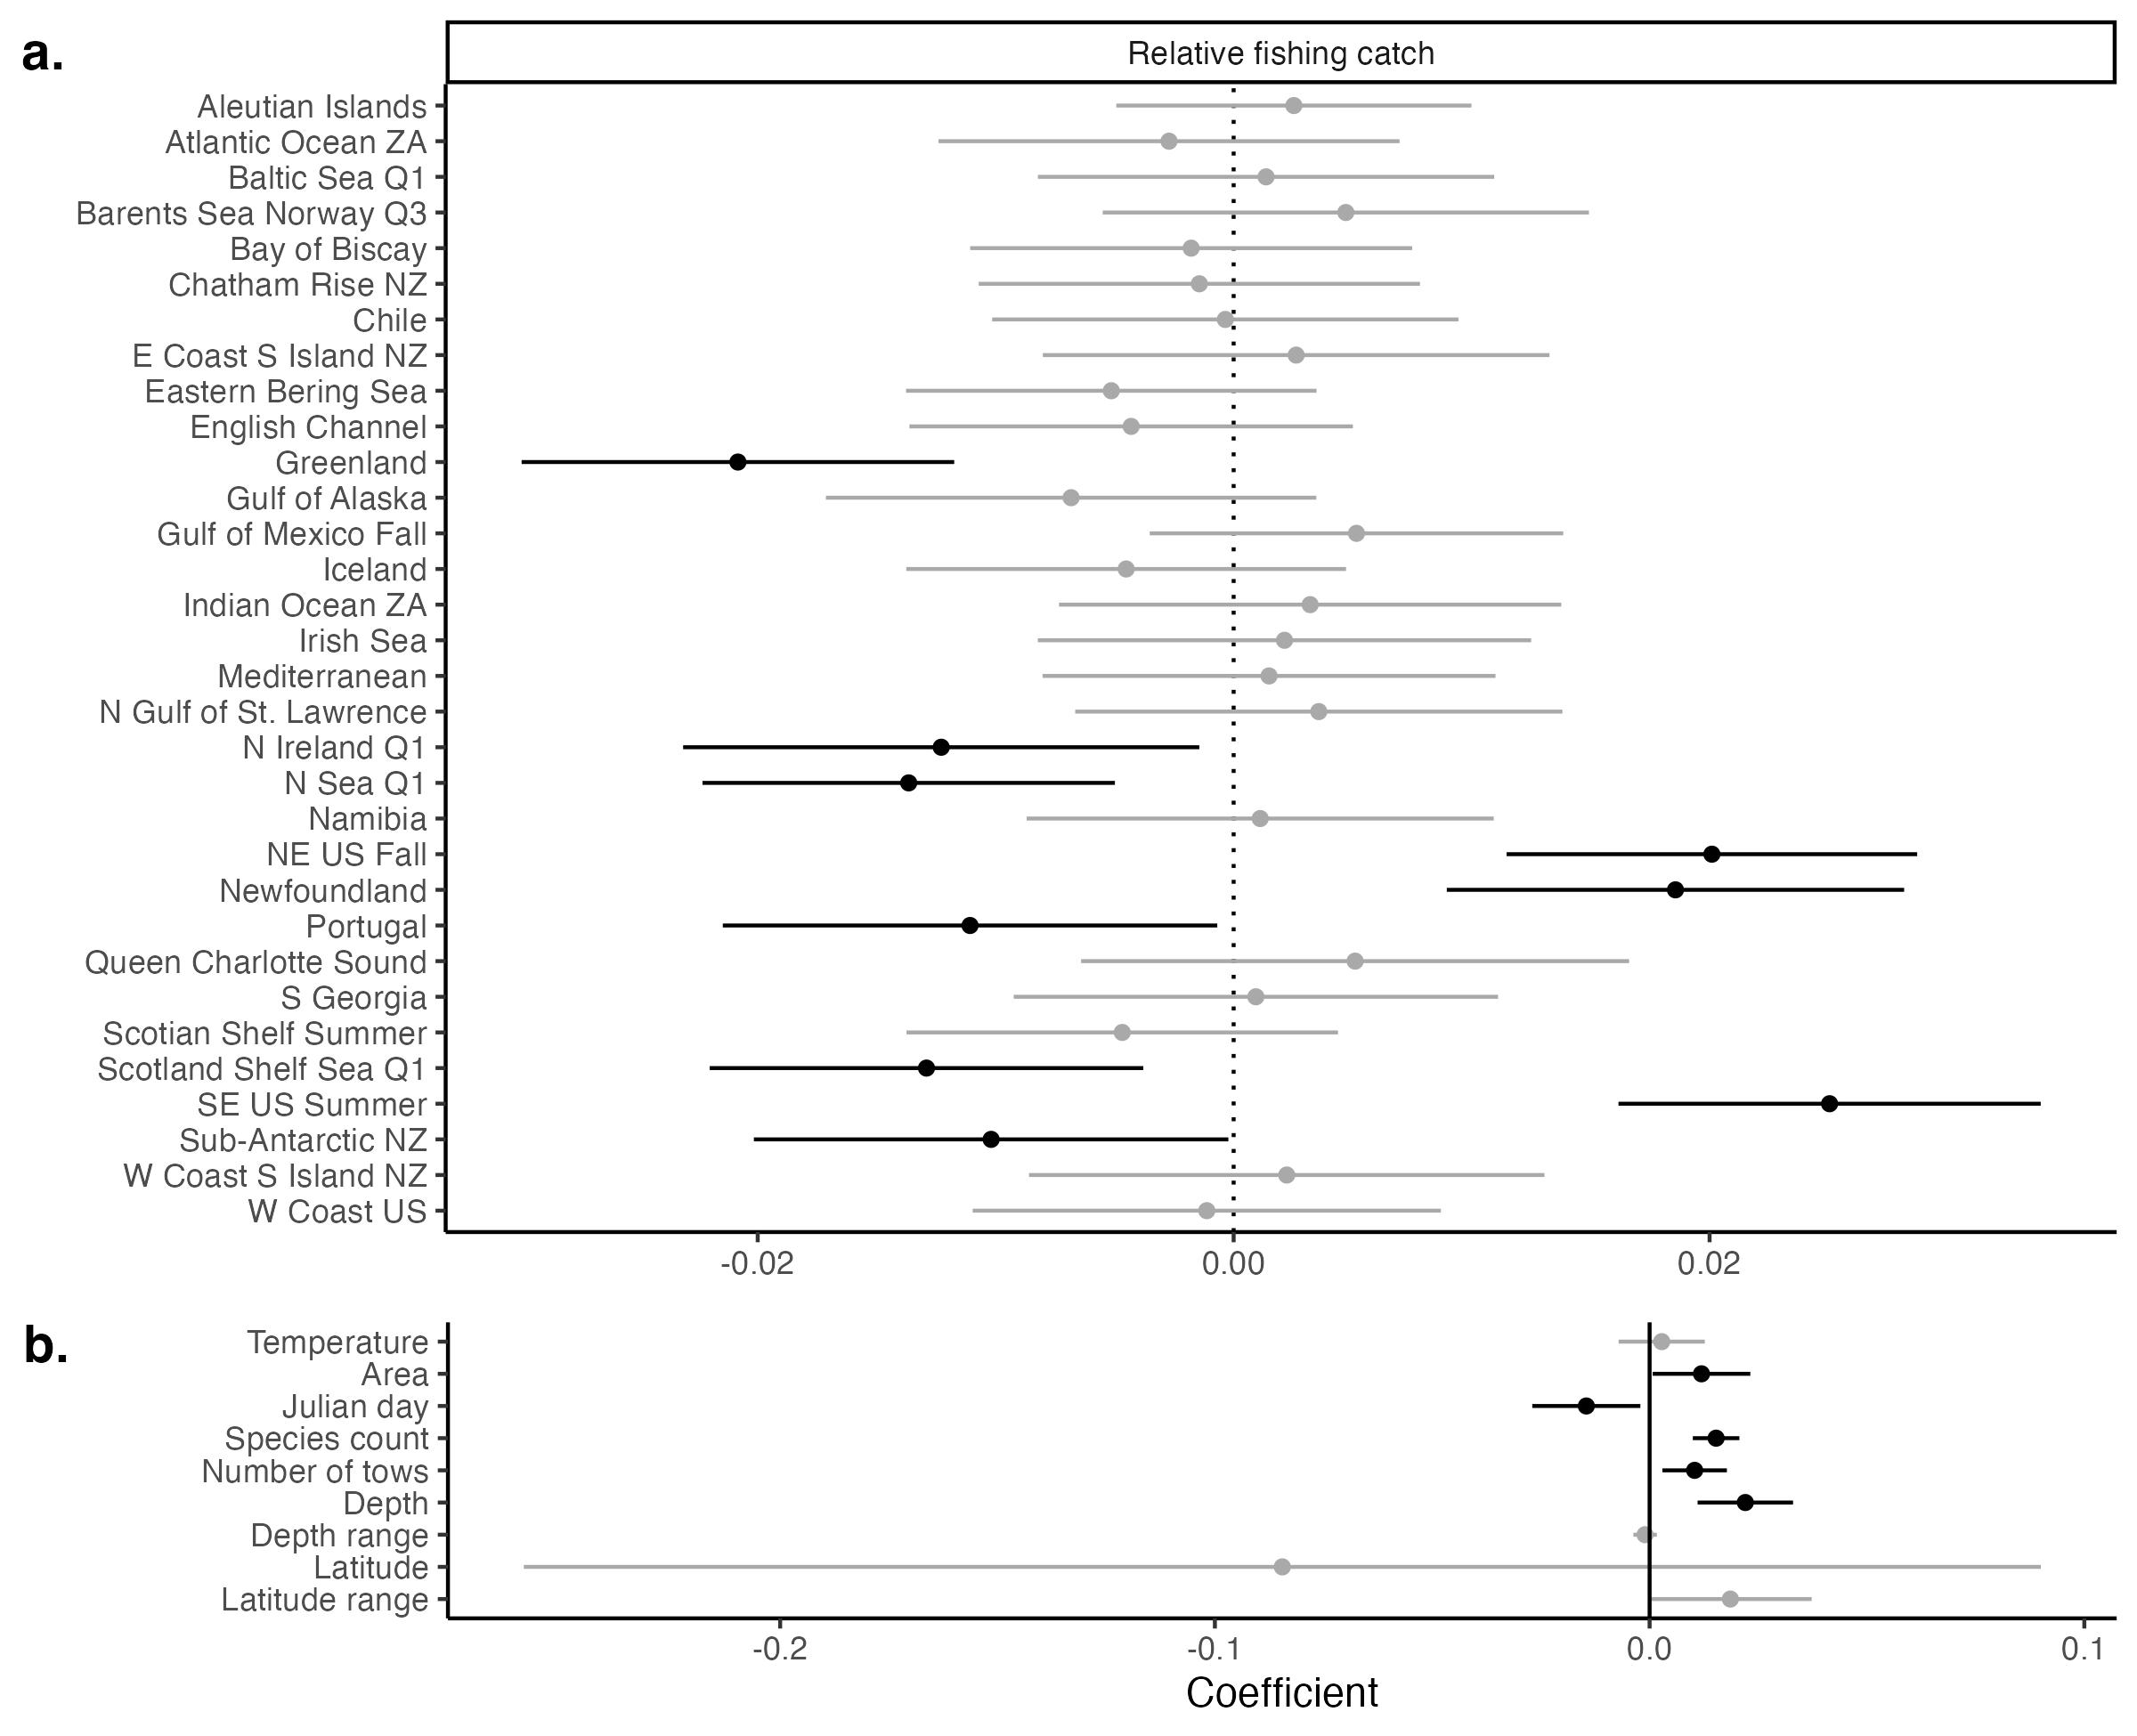 a.
Relative fishing catch
Aleutian Islands
Atlantic Ocean ZA
Baltic Sea Q1
Barents Sea Norway Q3
Bay of Biscay
Chatham Rise NZ
Chile
E Coast S Island NZ
Eastern Bering Sea
English Channel
Greenland
Gulf of Alaska
Gulf of Mexico Fall
Iceland
Indian Ocean ZA
Irish Sea
Mediterranean
N Gulf of St. Lawrence
N Ireland Q1
N Sea Q1
Namibia
NE US Fall
Newfoundland
Portugal
Queen Charlotte Sound
S Georgia
Scotian Shelf Summer
Scotland Shelf Sea Q1
SE US Summer
Sub-Antarctic NZ
W Coast S Island NZ
W Coast US
-0.02 0.00 0.02
b.
Temperature
Area
Julian day
Species count
Number of tows
Depth
Depth range
Latitude
Latitude range
-0.2 -0.1 0.0 0.1
Coefficient